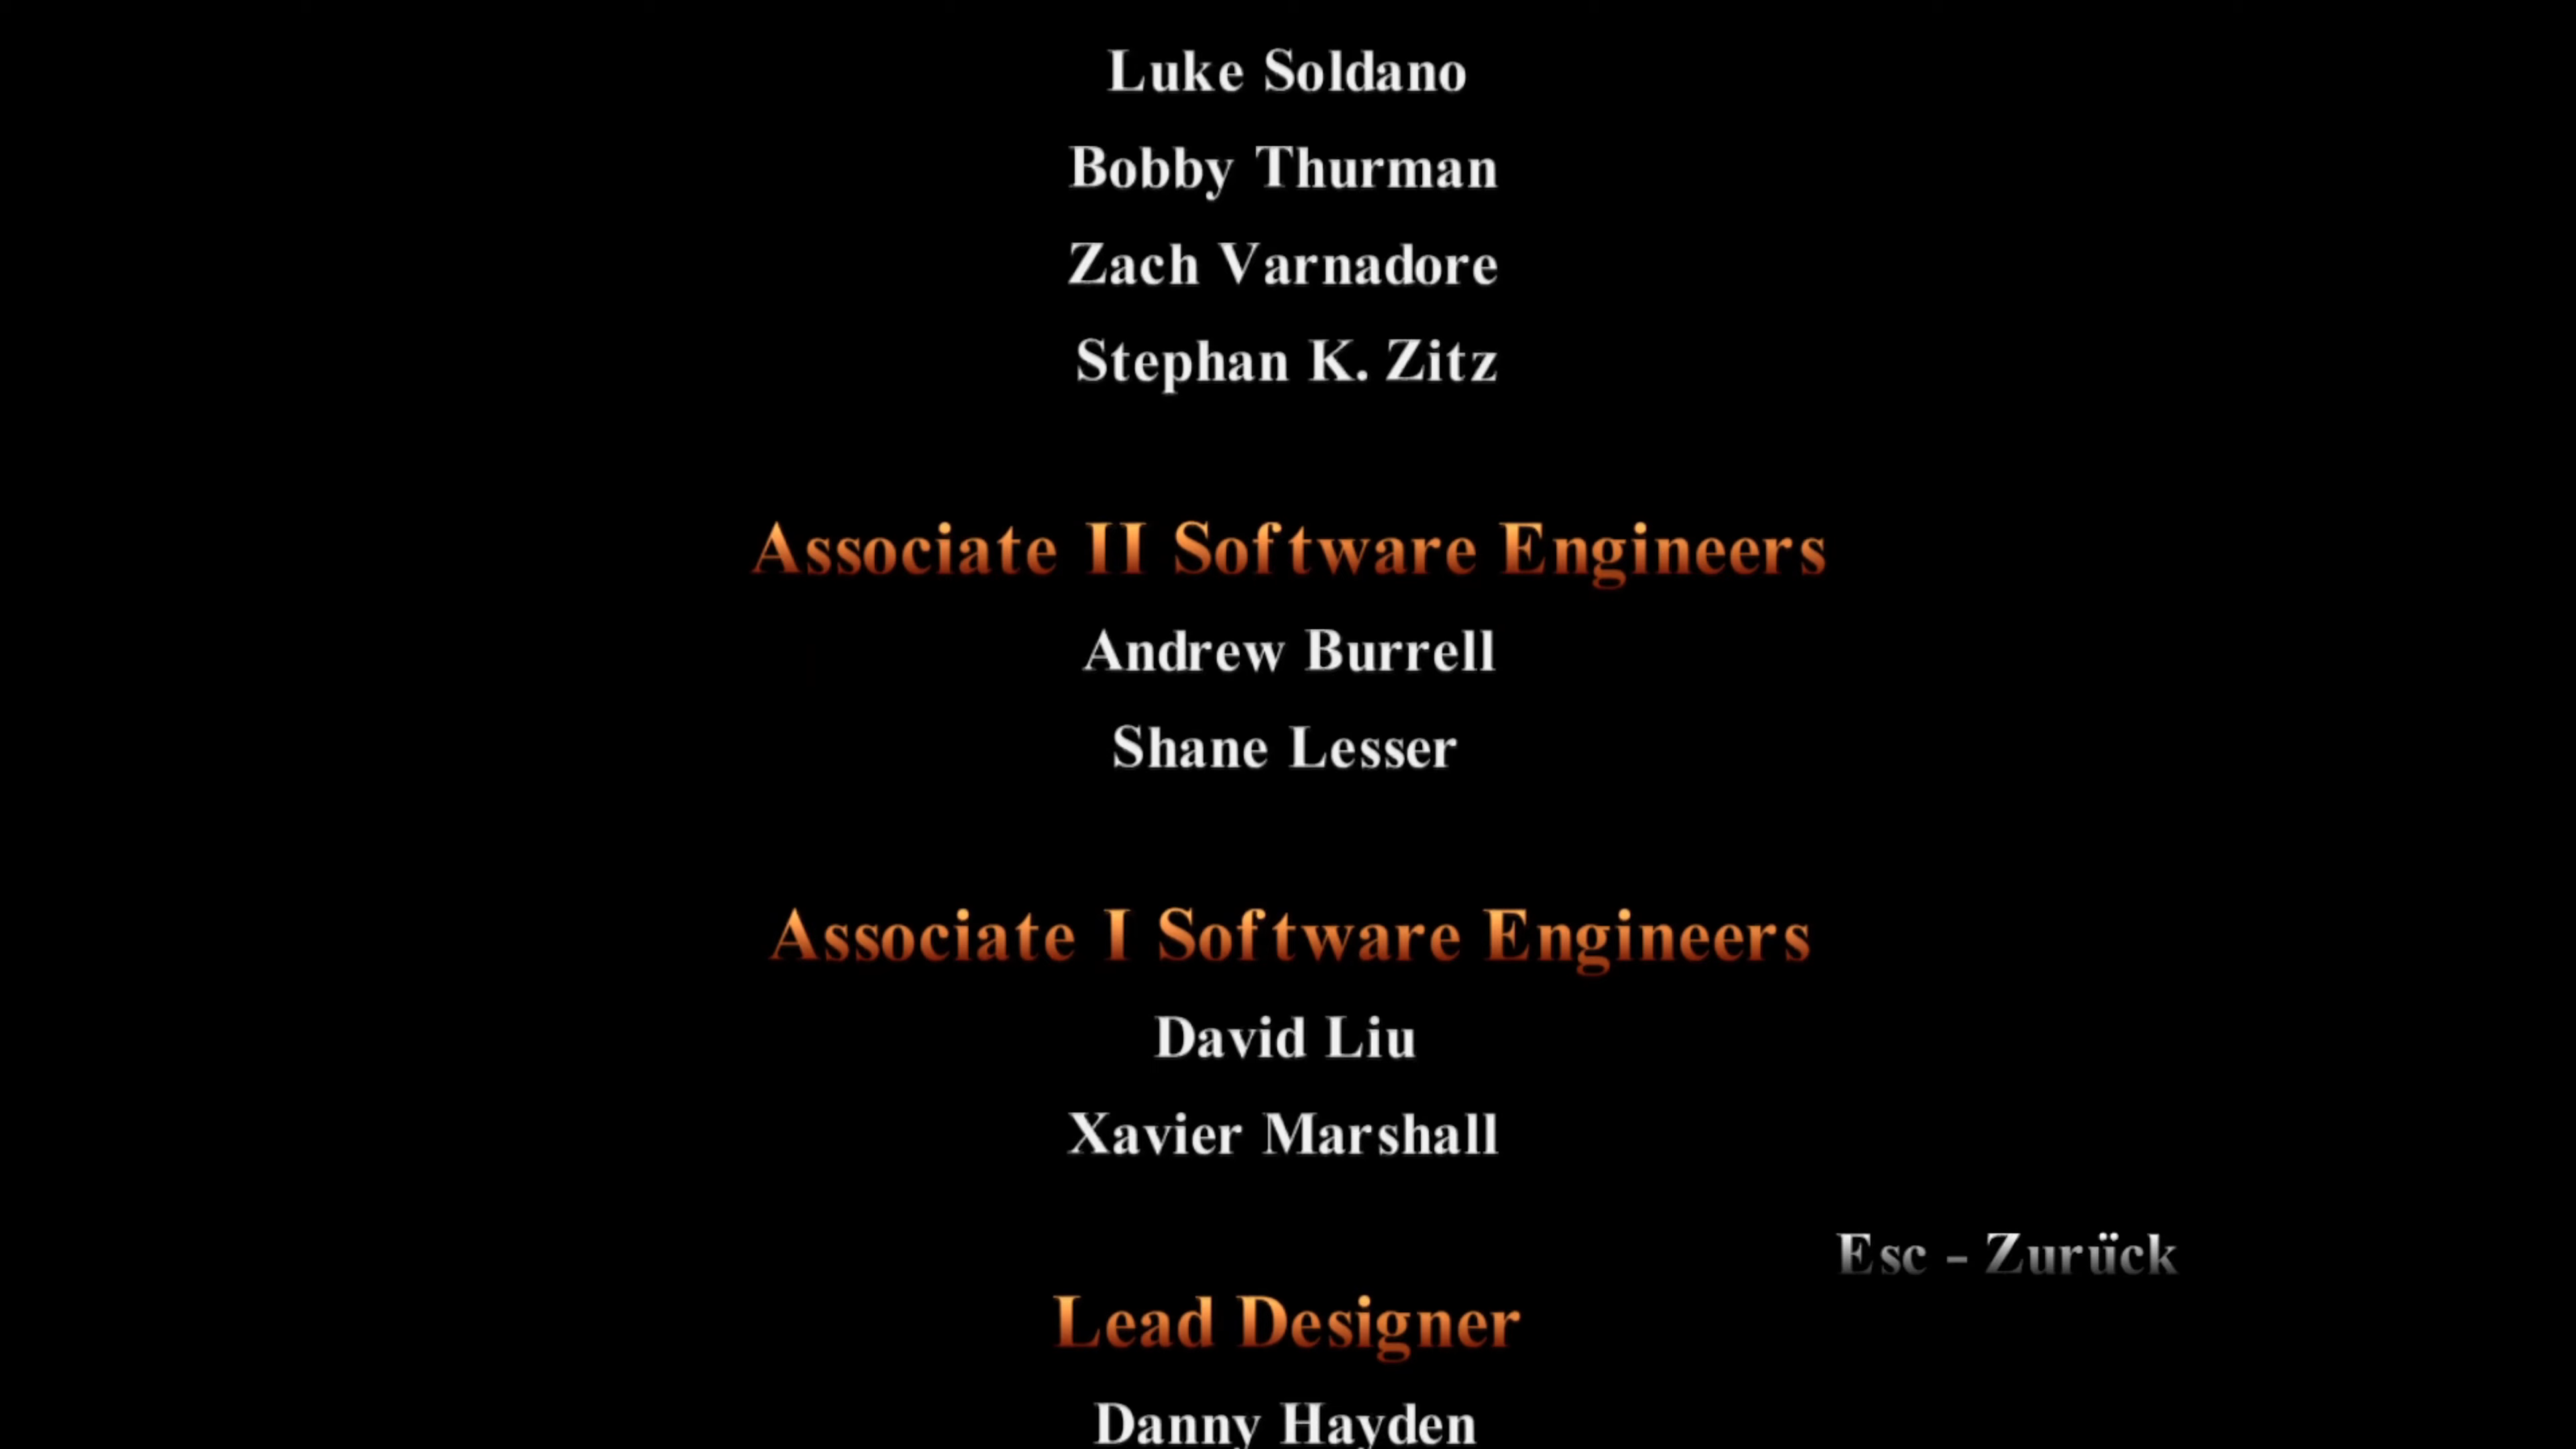 Luke Soldano
Bobby Thurman
Zach Varnadore
Stephan K. Zitz
Associate II Software Engineers
Andrew Burrell
Shane Lesser
Associate I Software Engineers
David Liu
Xavier Marshall
Esc - Zurück
Lead Designer
Danny Hayden